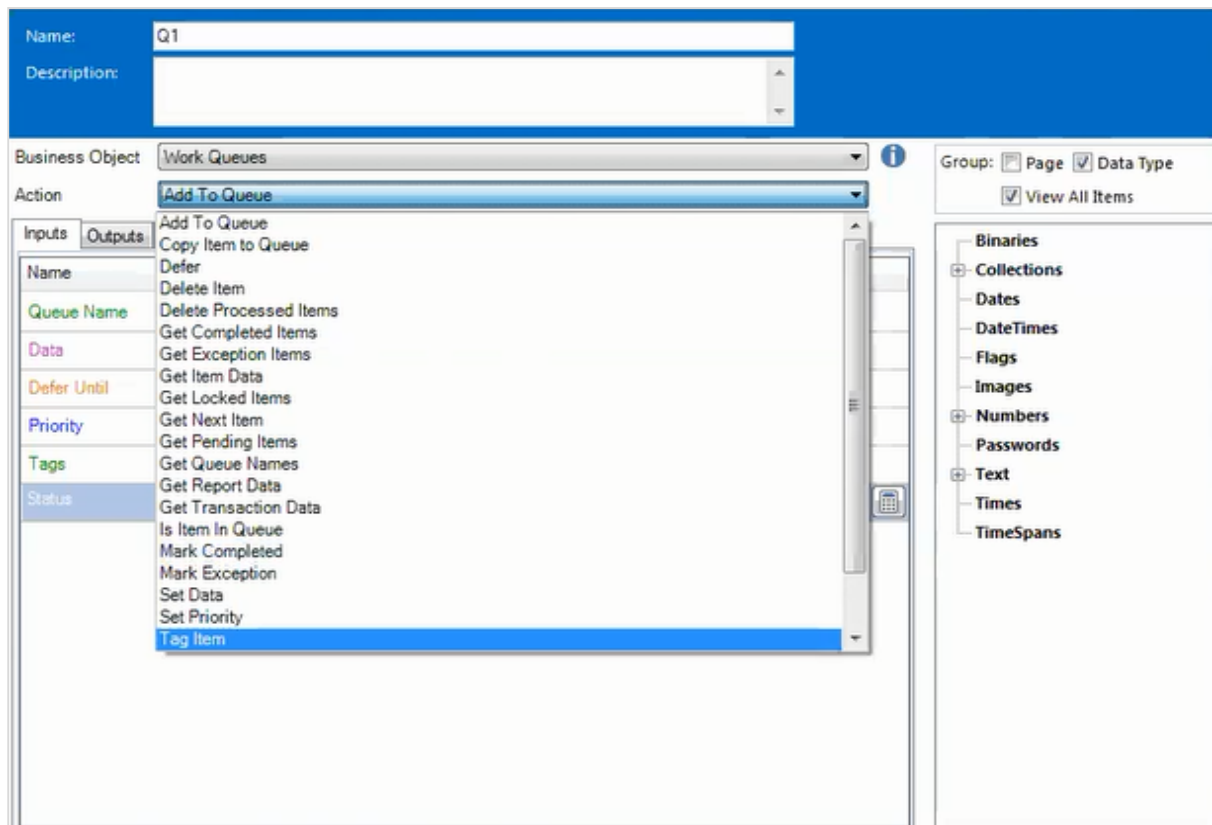 Name: Q1
Description:
Business Object Work Queues
Group: Page Data Type
Action Add To Queue
View All Items
Inputs Outputs
Name
Queue Name
Data
Defer Until
Priority
Tags
Status
Add To Queue
Copy Item to Queue
Defer
Delete Item
Delete Processed Items
Get Completed Items
Get Exception Items
Get Item Data
Get Locked Items
Get Next Item
Get Pending Items
Get Queue Names
Get Report Data
Get Transaction Data
Is Item In Queue
Mark Completed
Mark Exception
Set Data
Set Priority
Tag Item
Binaries
Collections
Dates
DateTimes
Flags
Images
Numbers
Passwords
Text
Times
TimeSpans